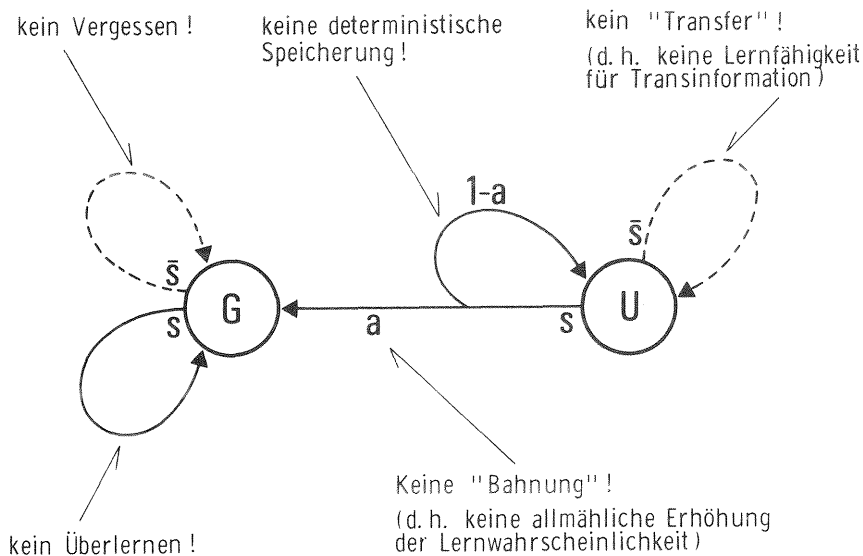 kein Vergessen !
keine deterministische
Speicherung !
kein "Transfer" !
(d. h. keine Lernfähigkeit
für Transinformation)
1-a
s̄
s̄
G
U
s
a
s
Keine "Bahnung" !
(d. h. keine allmähliche Erhöhung
der Lernwahrscheinlichkeit)
kein Überlernen !